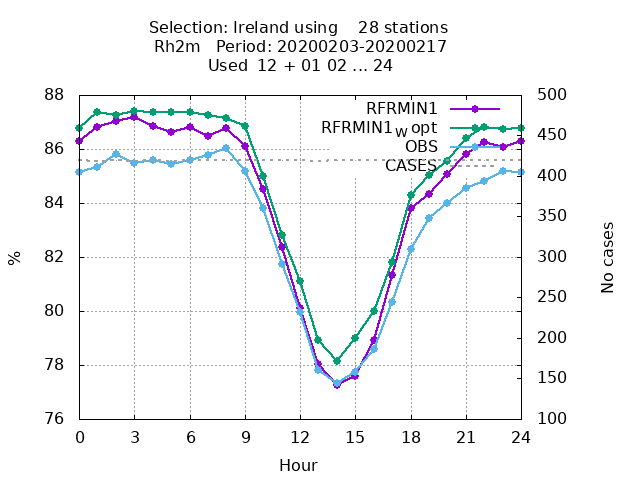 Selection: Ireland using    28 stations
Rh2m   Period: 20200203-20200217
Used  12 + 01 02 ... 24
88 500
RFRMIN1
450
RFRMIN1W opt
86 OBS
400
CASES
84 350
300
82
%
No cases
250
80
200
78
150
76 100
0 3 6 9 12 15 18 21 24
Hour